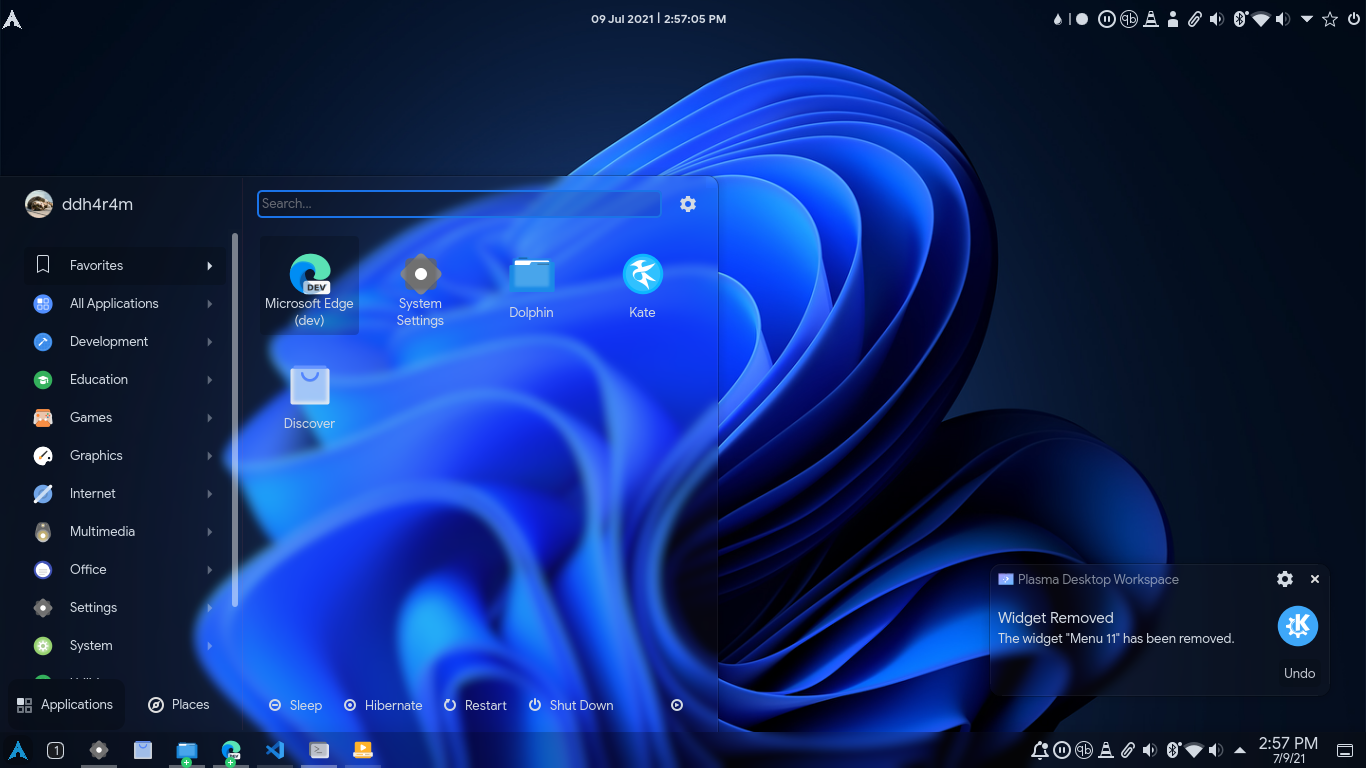 09 Jul 2021 | 2:57:05 PM
ddh4r4m
Search...
Favorites
All Applications
Development
Education
Games
Graphics
Internet
Multimedia
Office
Settings
System
Applications
Places
Microsoft Edge
(dev)
DEV
System
Settings
Dolphin
Kate
Discover
Sleep
Hibernate
Restart
Shut Down
Plasma Desktop Workspace
Widget Removed
The widget "Menu 11" has been removed.
Undo
1
2:57 PM
7/9/21